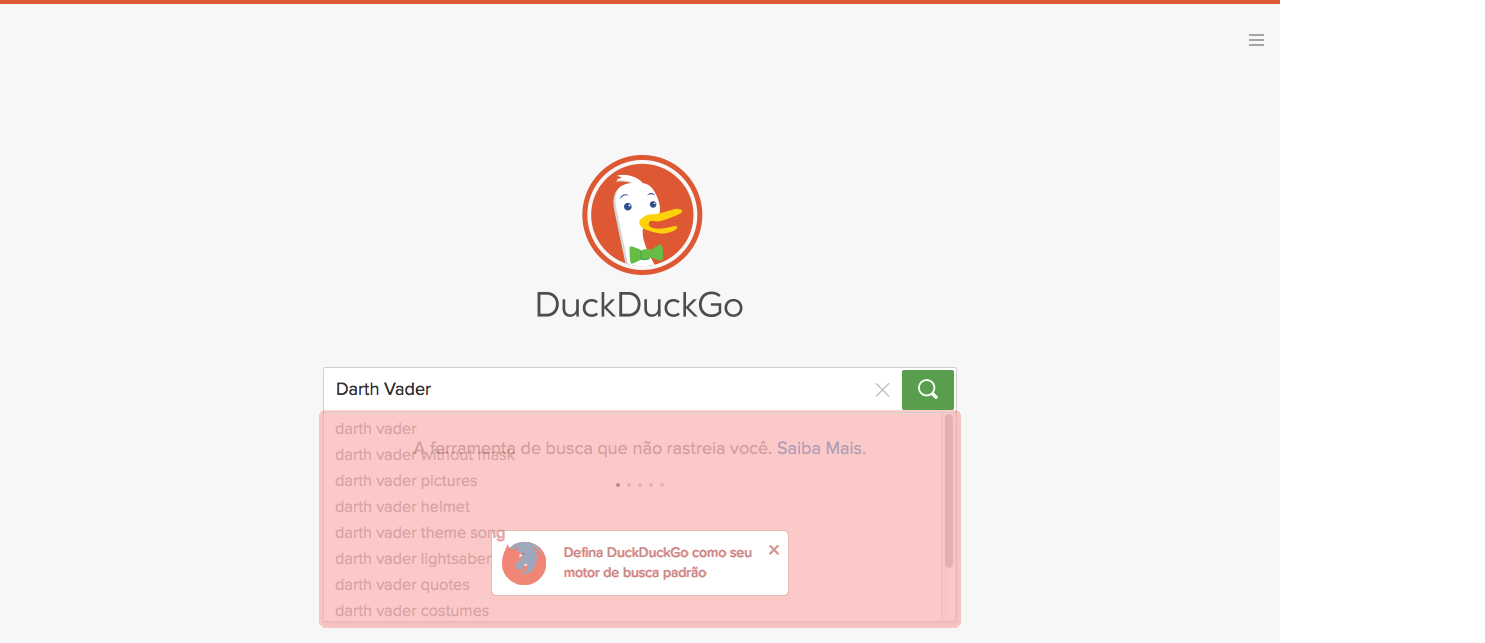 DuckDuckGo
Darth Vader
darth vader
A ferramenta de busca que não rastreia você. Saiba Mais.
darth vader without mask
darth vader pictures
darth vader helmet
darth vader theme song
Defina DuckDuckGo como seu
motor de busca padrão
darth vader lightsaber
darth vader quotes
darth vader costumes